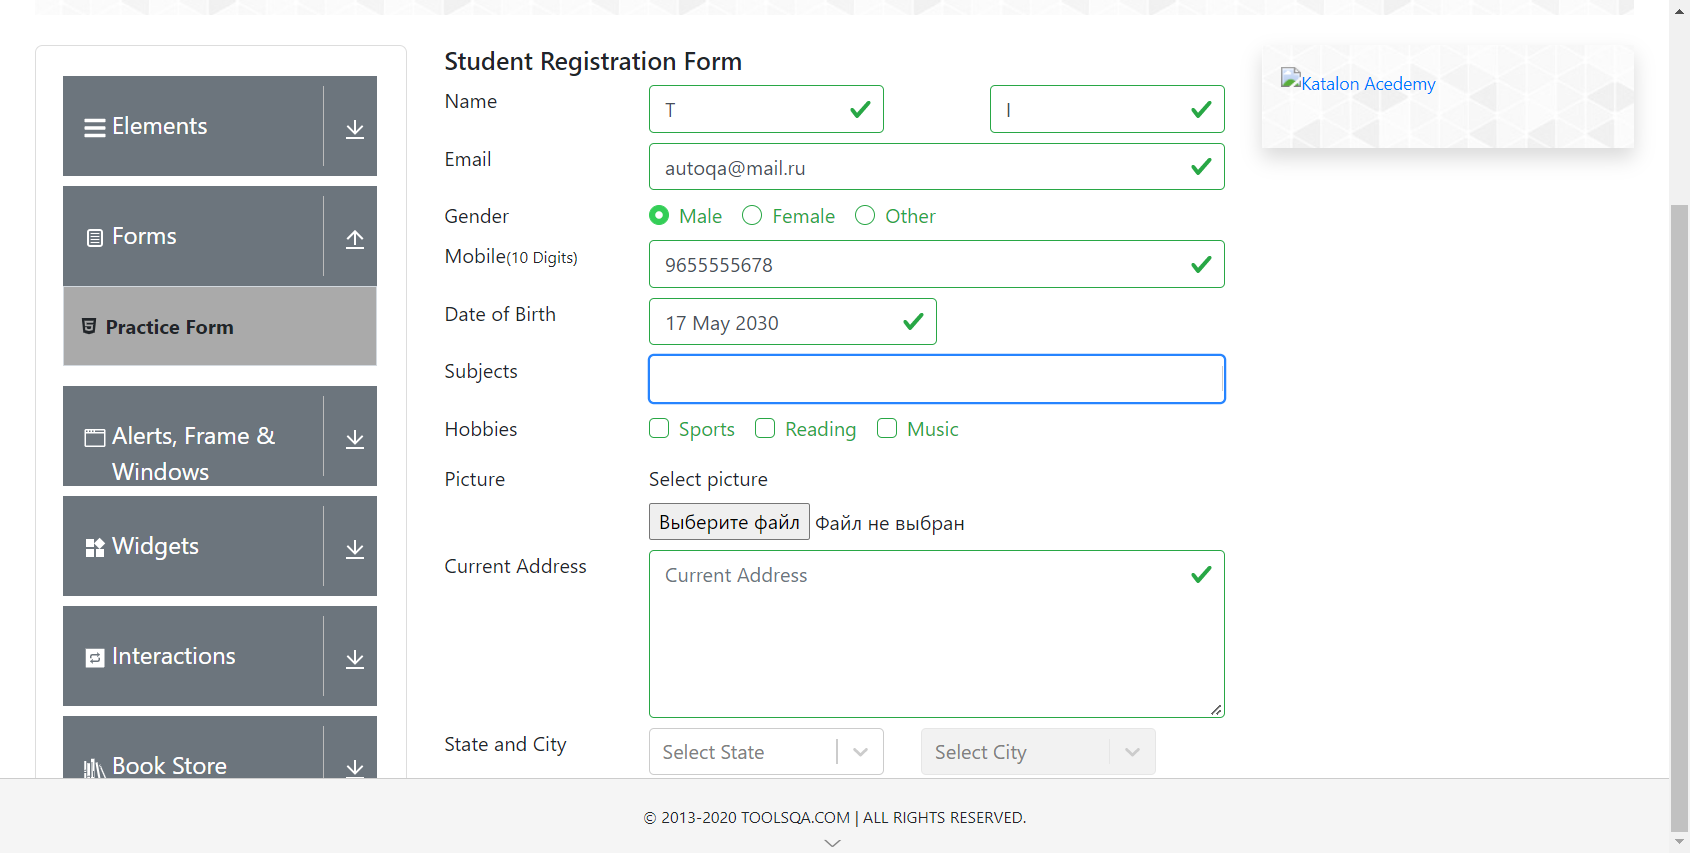 Elements
Forms
Practice Form
Alerts, Frame &
Windows
Widgets
Interactions
Book Store
Student Registration Form
Name
T
I
Email
autoqa@mail.ru
Gender
Male
Female
Other
Mobile(10 Digits)
9655555678
Date of Birth
17 May 2030
Subjects
Hobbies
Sports
Reading
Music
Picture
Select picture
Выберите файл Файл не выбран
Current Address
Current Address
State and City
Select State
Select City
Katalon Acedemy
© 2013-2020 TOOLSQA.COM | ALL RIGHTS RESERVED.